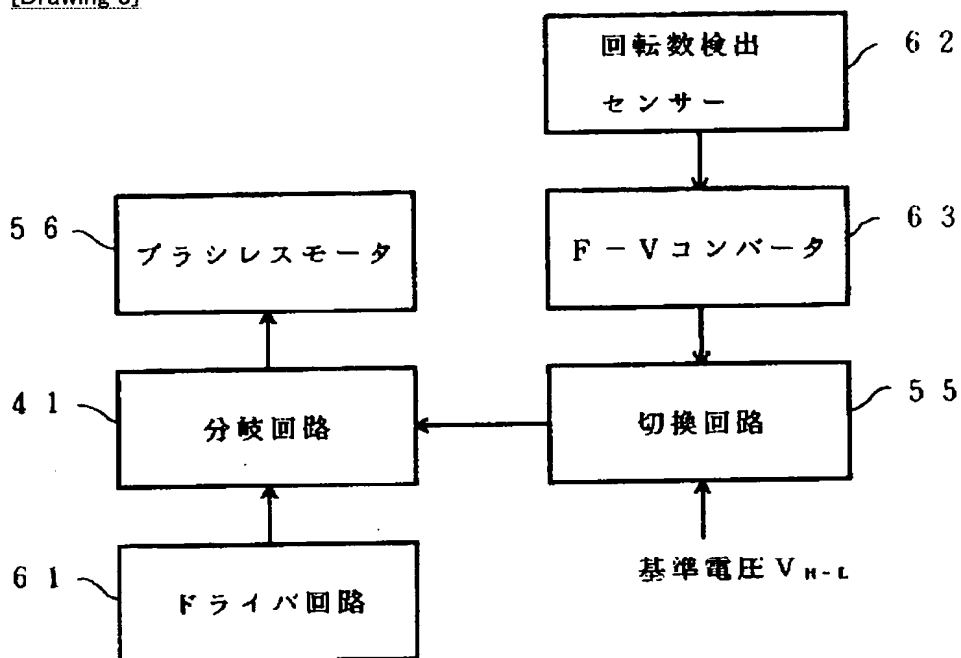 [Drawing 6]
回転数検出
センサー
62
56
ブラシレスモータ
F-Vコンバータ
63
41
分岐回路
切換回路
55
基準電圧 V H-L
61
ドライバ回路